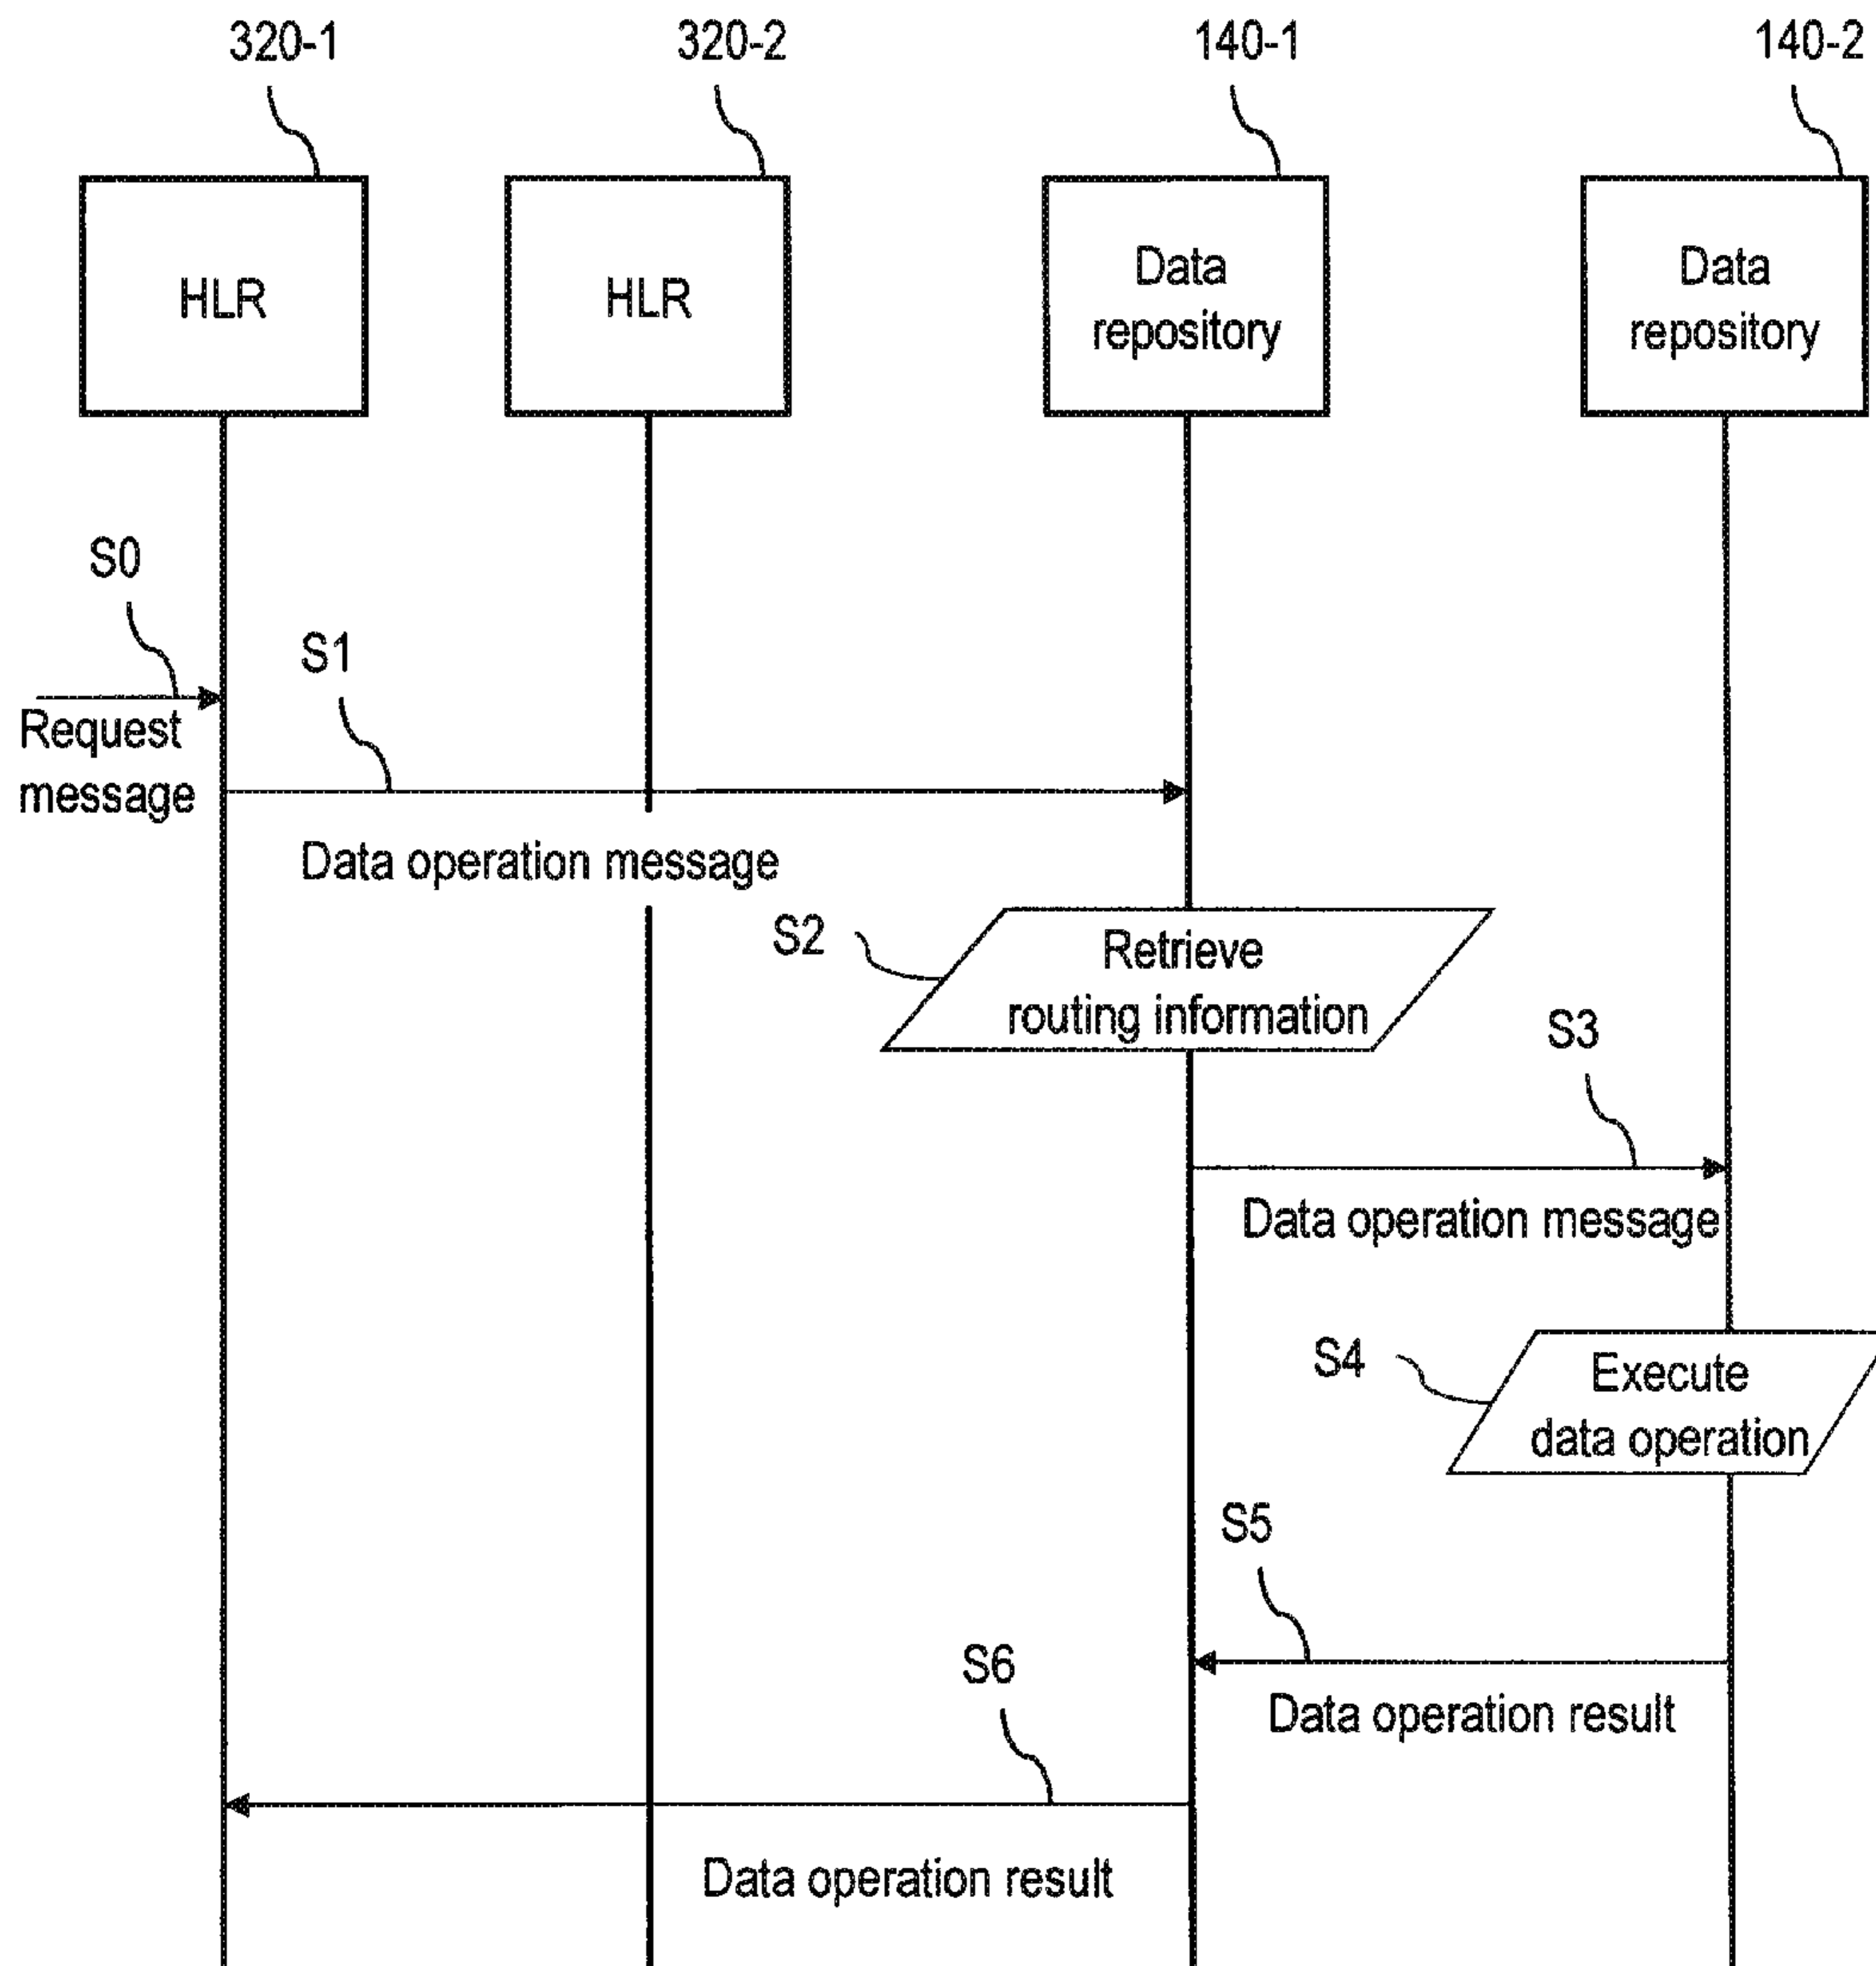 320-1
320-2
140-1
140-2
HLR
HLR
Data
repository
Data
repository
S0
Request
message
S1
Data operation message
S2
Retrieve
routing information
S3
Data operation message
S4
Execute
data operation
S5
Data operation result
S6
Data operation result